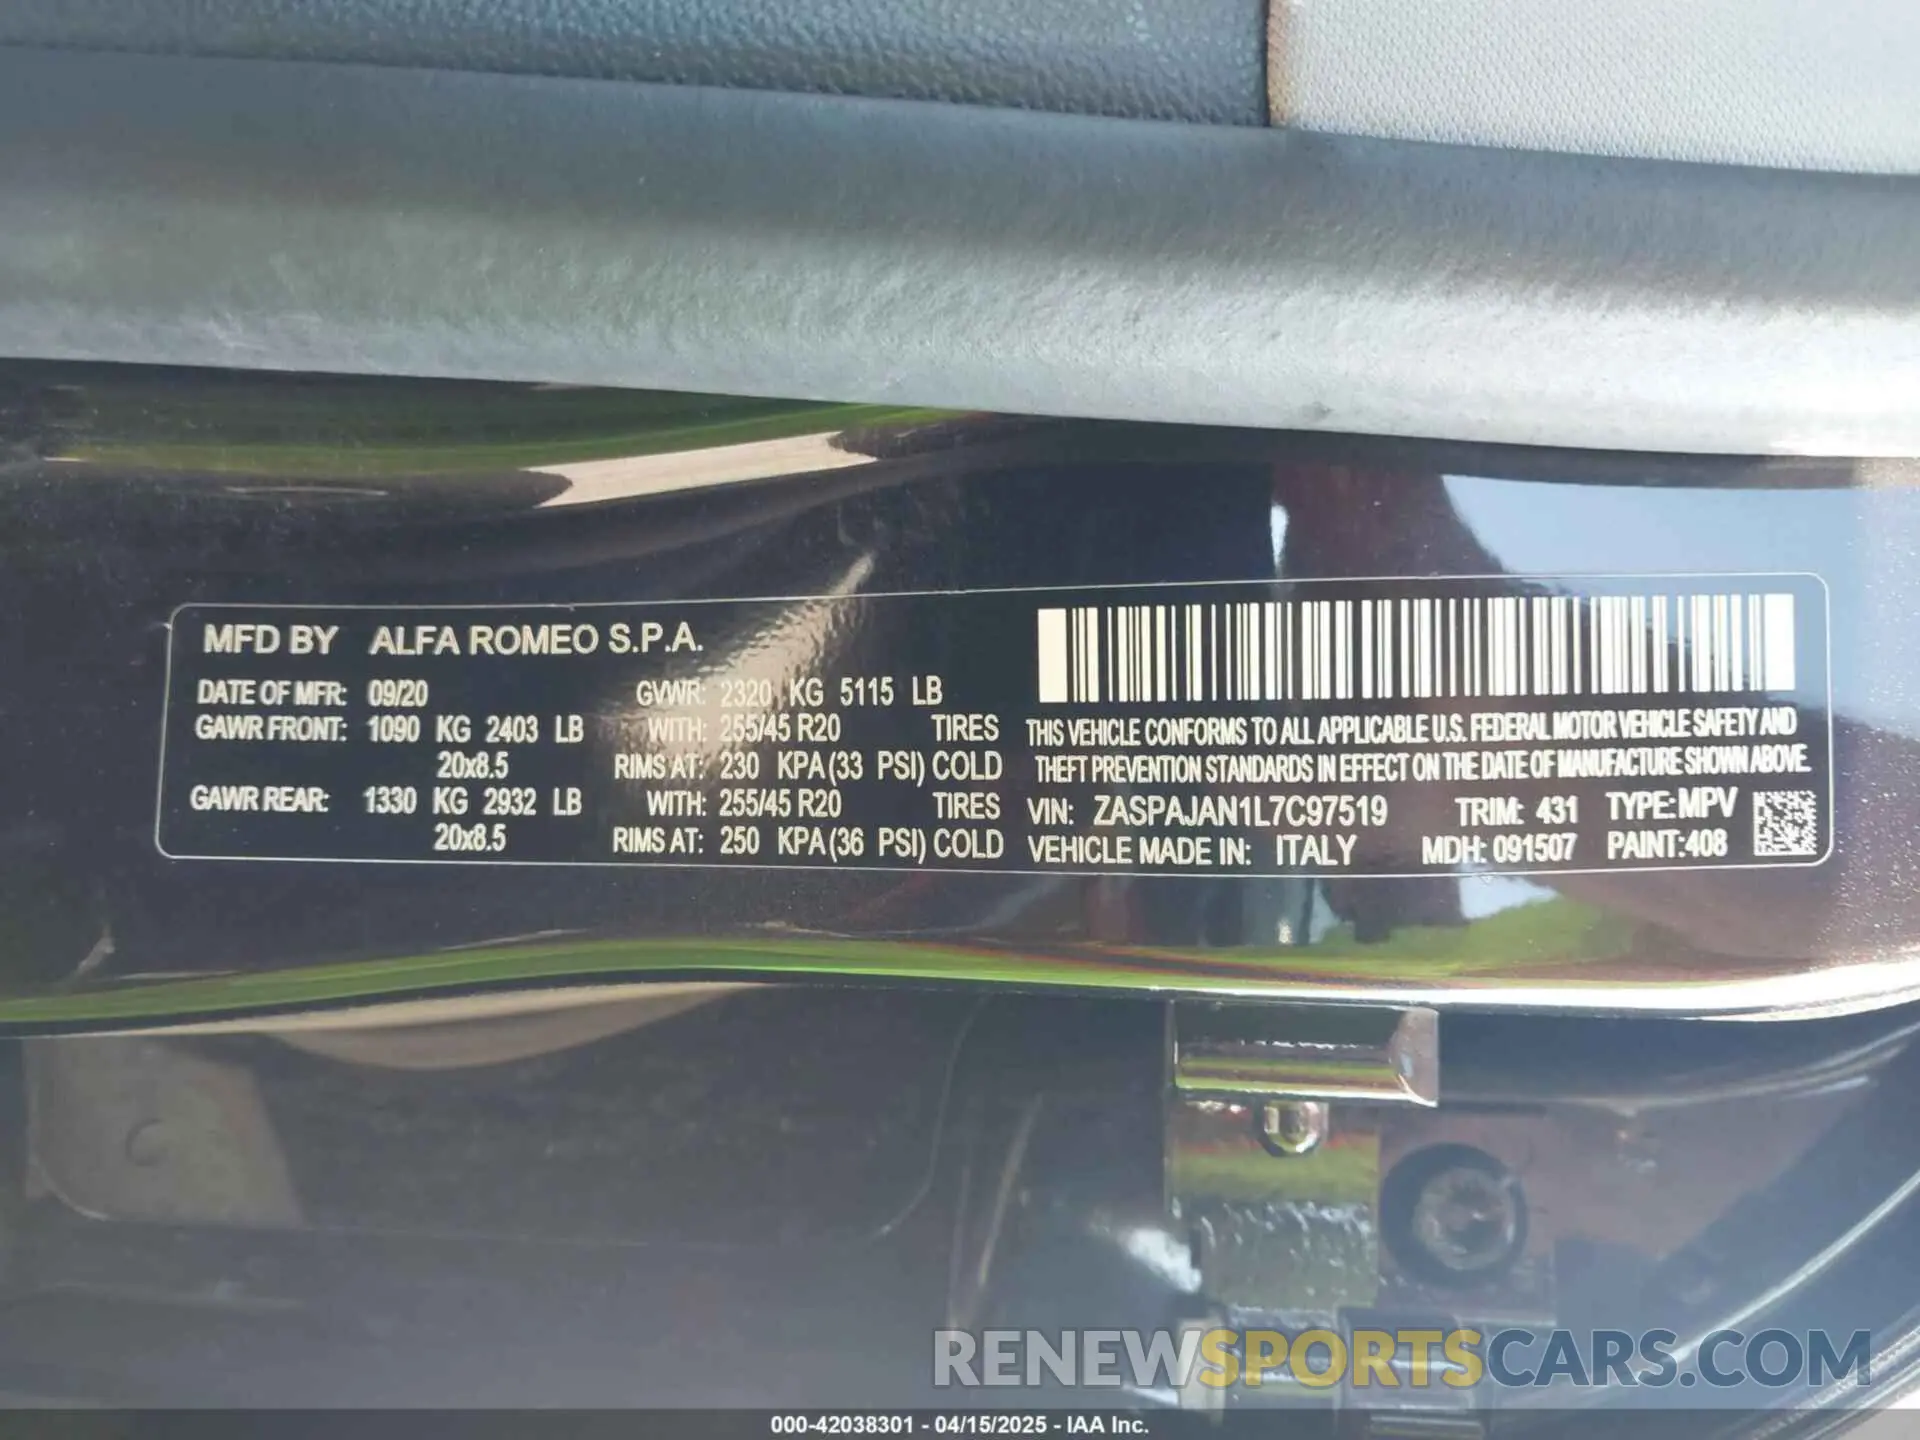 MFD BY ALFA ROMEO S.P.A.
DATE OF MFR: 09/20 GVWR: 2320 KG 5115 LB
GAWR FRONT: 1090 KG 2403 LB WITH: 255/45 R20 TIRES
20x8.5 RIMS AT: 230 KPA (33 PSI) COLD
GAWR REAR: 1330 KG 2932 LB WITH: 255/45 R20 TIRES
20x8.5 RIMS AT: 250 KPA (36 PSI) COLD
THIS VEHICLE CONFORMS TO ALL APPLICABLE U.S. FEDERAL MOTOR VEHICLE SAFETY AND
THEFT PREVENTION STANDARDS IN EFFECT ON THE DATE OF MANUFACTURE SHOWN ABOVE.
VIN: ZASPAJAN1L7C97519 TRIM: 431 TYPE: MPV
VEHICLE MADE IN: ITALY MDH: 091507 PAINT: 408
RENEWSPORTSCARS.COM
000-42038301 - 04/15/2025 - IAA Inc.